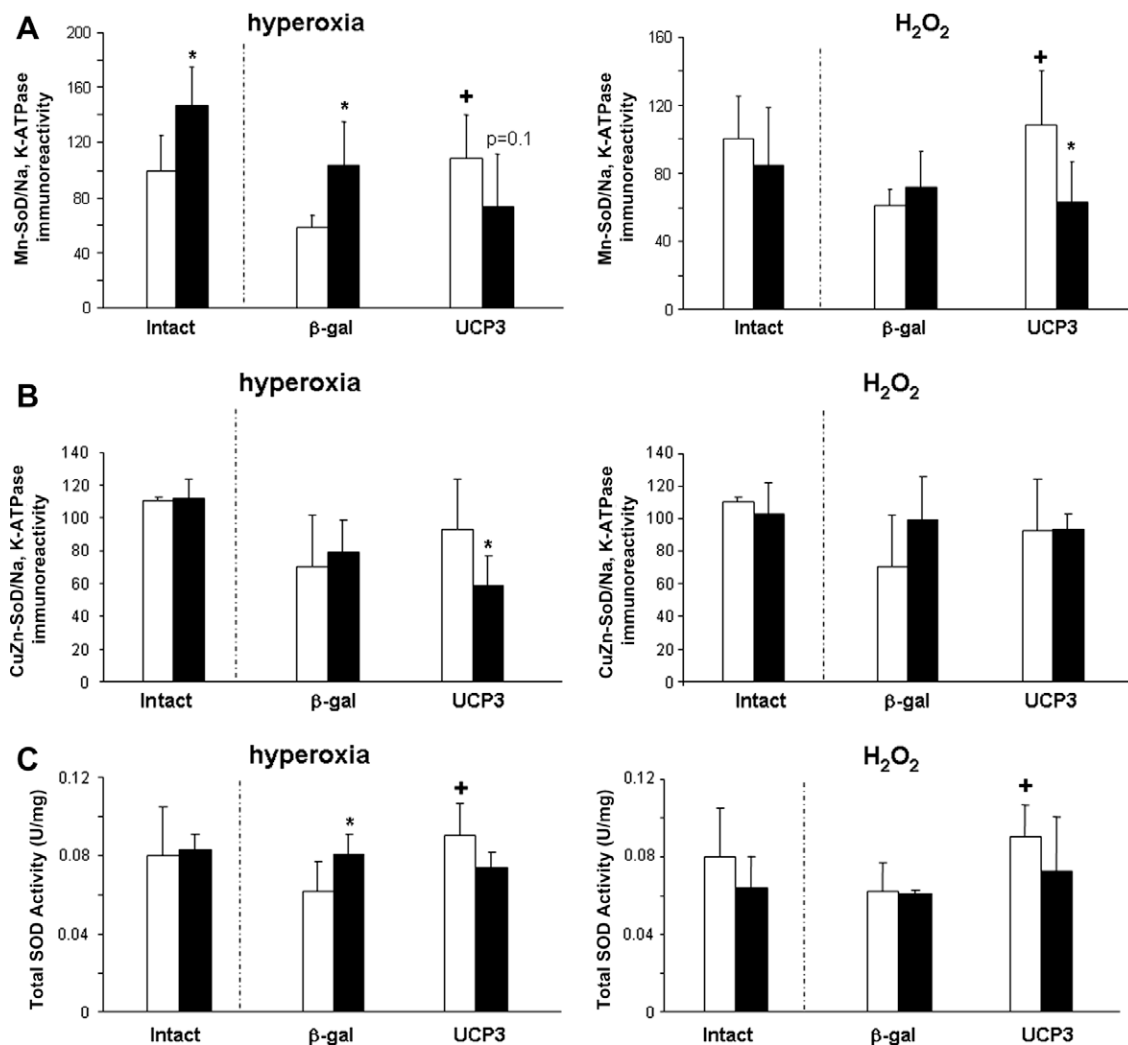 A
hyperoxia
Mn-SoD/Na, K-ATPase
immunoreactivity
200
160
120
80
40
0
*
*
+
p=0.1
Intact
β-gal
UCP3
H₂O₂
Mn-SoD/Na, K-ATPase
immunoreactivity
160
120
80
40
0
+
*
Intact
β-gal
UCP3
B
hyperoxia
CuZn-SoD/Na, K-ATPase
immunoreactivity
140
120
100
80
60
40
20
0
*
Intact
β-gal
UCP3
H₂O₂
CuZn-SoD/Na, K-ATPase
immunoreactivity
140
120
100
80
60
40
20
0
Intact
β-gal
UCP3
C
hyperoxia
Total SOD Activity (U/mg)
0.12
0.08
0.04
0
*
+
Intact
β-gal
UCP3
H₂O₂
Total SOD Activity (U/mg)
0.12
0.08
0.04
0
+
Intact
β-gal
UCP3